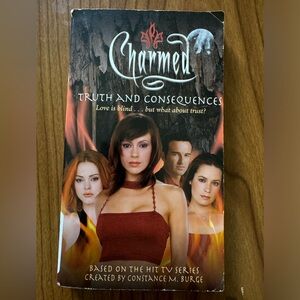 Charmed
TRUTH AND CONSEQUENCES
Love is blind . . . but what about trust?
BASED ON THE HIT TV SERIES
CREATED BY CONSTANCE M. BURGE